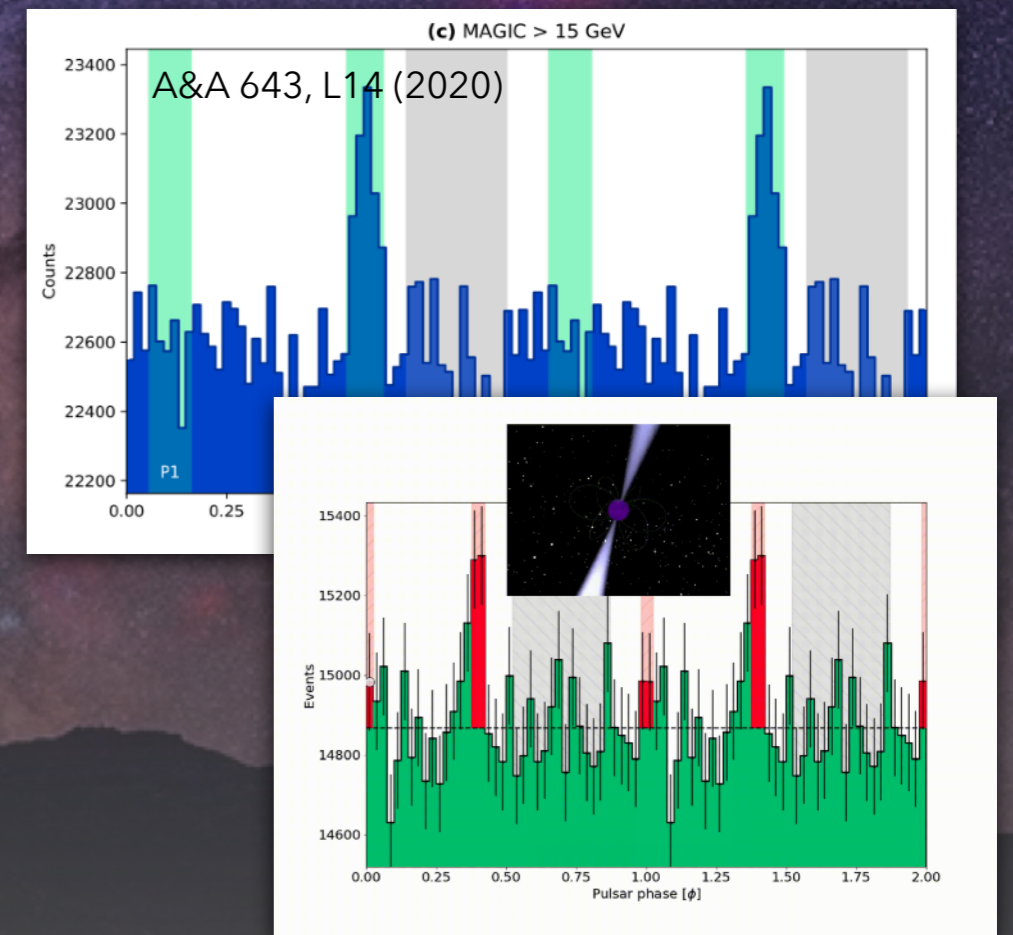 (c) MAGIC > 15 GeV
A&A 643, L14 (2020)
23400
23200
23000
22800
22600
22400
22200
Counts
P1
0.00 0.25
15400
15200
15000
14800
14600
Events
0.00 0.25 0.50 0.75 1.00 1.25 1.50 1.75 2.00
Pulsar phase [ϕ]